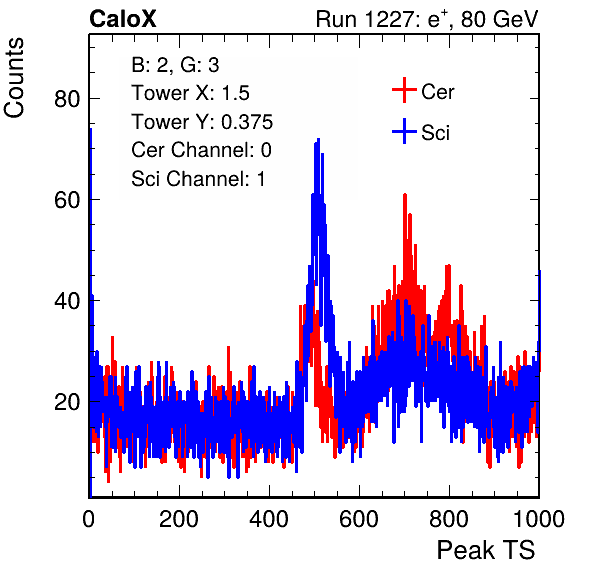 CaloX Run 1227: e⁺, 80 GeV
Counts
B: 2, G: 3
Tower X: 1.5
Tower Y: 0.375
Cer Channel: 0
Sci Channel: 1
Cer
Sci
80
60
40
20
0 200 400 600 800 1000
Peak TS